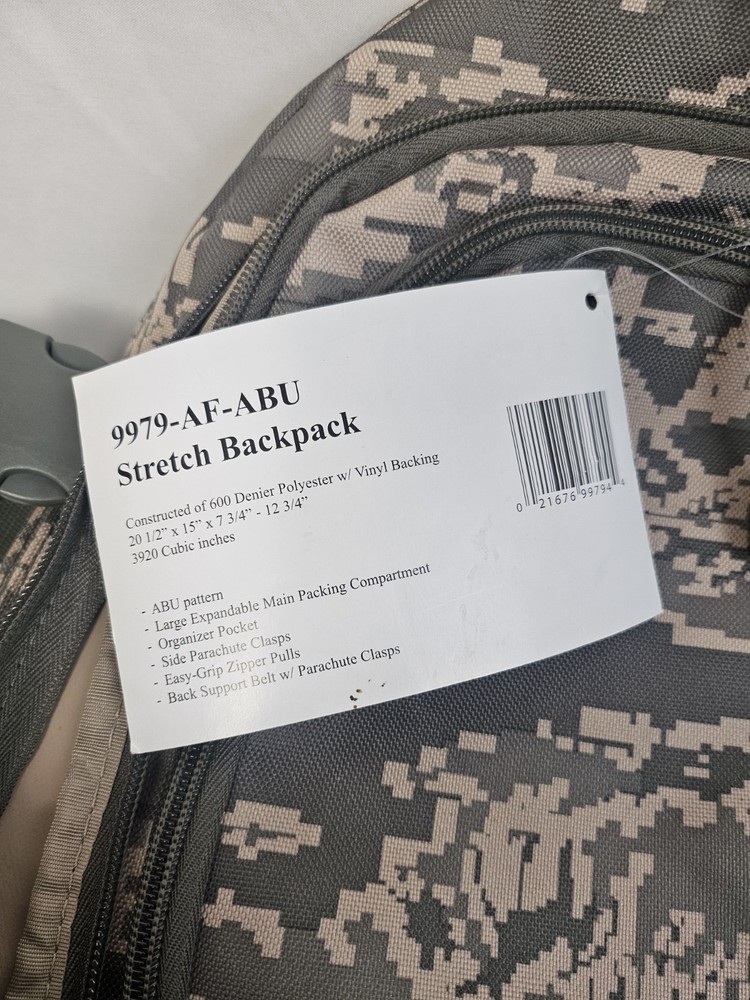 9979-AF-ABU
Stretch Backpack
Constructed of 600 Denier Polyester w/ Vinyl Backing
20 1/2” x 15” x 7 3/4” - 12 3/4”
3920 Cubic inches
- ABU pattern
- Large Expandable Main Packing Compartment
- Organizer Pocket
- Side Parachute Clasps
- Easy-Grip Zipper Pulls
- Back Support Belt w/ Parachute Clasps
0 21676 99794 4